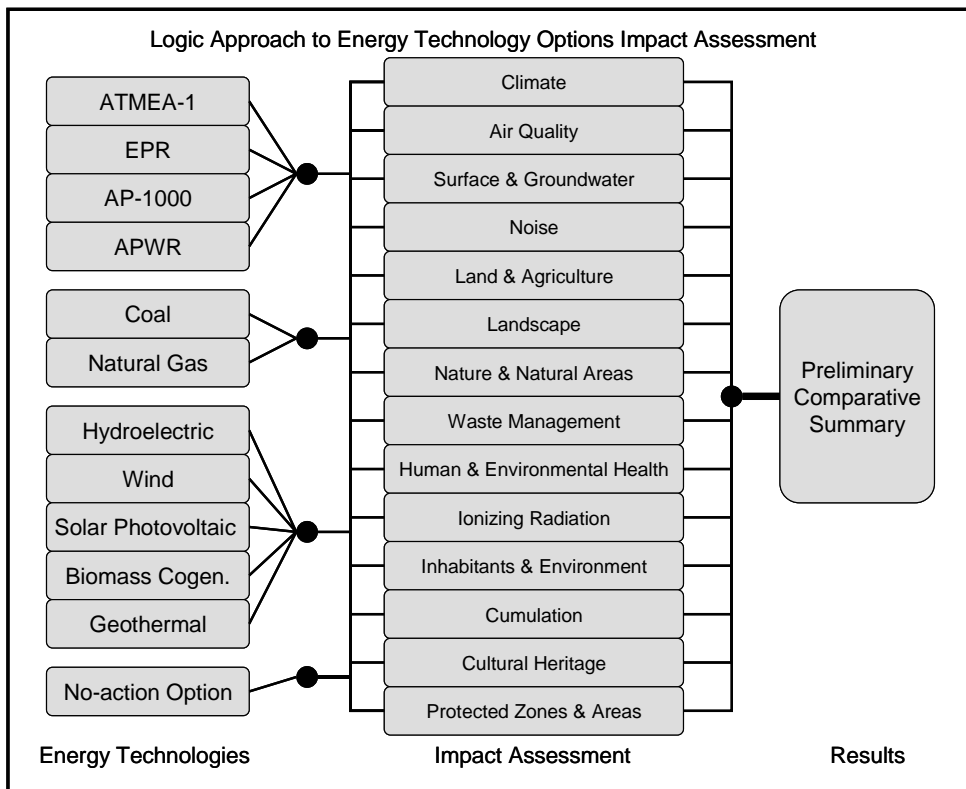 Logic Approach to Energy Technology Options Impact Assessment
ATMEA-1
EPR
AP-1000
APWR
Coal
Natural Gas
Hydroelectric
Wind
Solar Photovoltaic
Biomass Cogen.
Geothermal
No-action Option
Energy Technologies
Climate
Air Quality
Surface & Groundwater
Noise
Land & Agriculture
Landscape
Nature & Natural Areas
Waste Management
Human & Environmental Health
Ionizing Radiation
Inhabitants & Environment
Cumulation
Cultural Heritage
Protected Zones & Areas
Impact Assessment
Preliminary
Comparative
Summary
Results